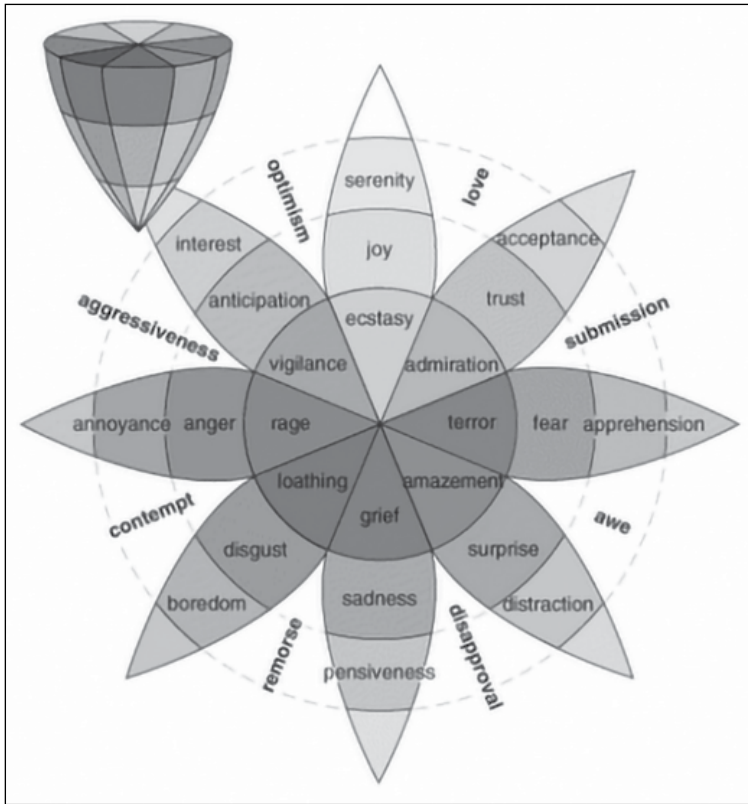 optimism
love
serenity
interest
acceptance
joy
anticipation
trust
aggressiveness
submission
ecstasy
vigilance
admiration
annoyance
anger
rage
terror
fear
apprehension
loathing
amazement
grief
contempt
awe
disgust
surprise
boredom
sadness
distraction
remorse
disapproval
pensiveness